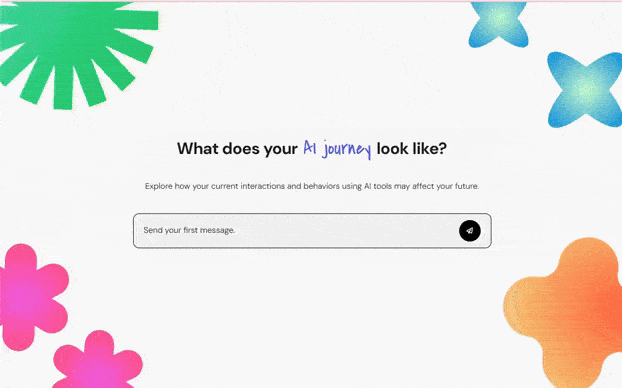 What does your AI journey look like?
Explore how your current interactions and behaviors using AI tools may affect your future.
Send your first message.